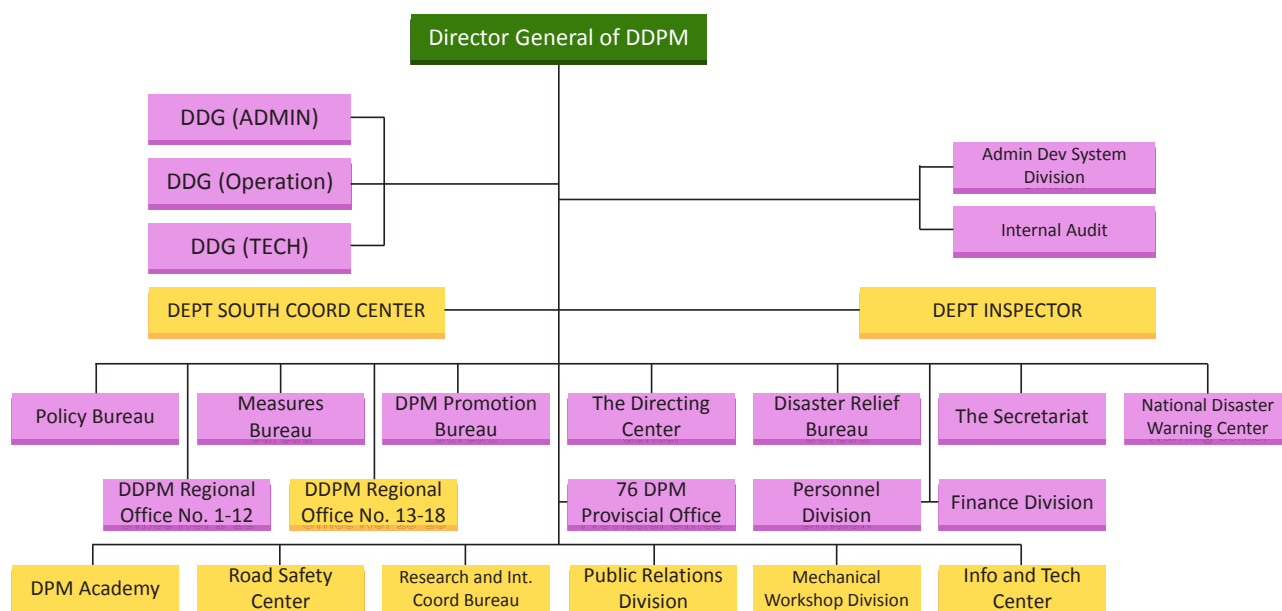 Director General of DDPM
DDG (ADMIN)
DDG (Operation)
DDG (TECH)
Admin Dev System
Division
Internal Audit
DEPT SOUTH COORD CENTER
DEPT INSPECTOR
Policy Bureau
Measures
Bureau
DPM Promotion
Bureau
The Directing
Center
Disaster Relief
Bureau
The Secretariat
National Disaster
Warning Center
DDPM Regional
Office No. 1-12
DDPM Regional
Office No. 13-18
76 DPM
Proviscial Office
Personnel
Division
Finance Division
DPM Academy
Road Safety
Center
Research and Int.
Coord Bureau
Public Relations
Division
Mechanical
Workshop Division
Info and Tech
Center